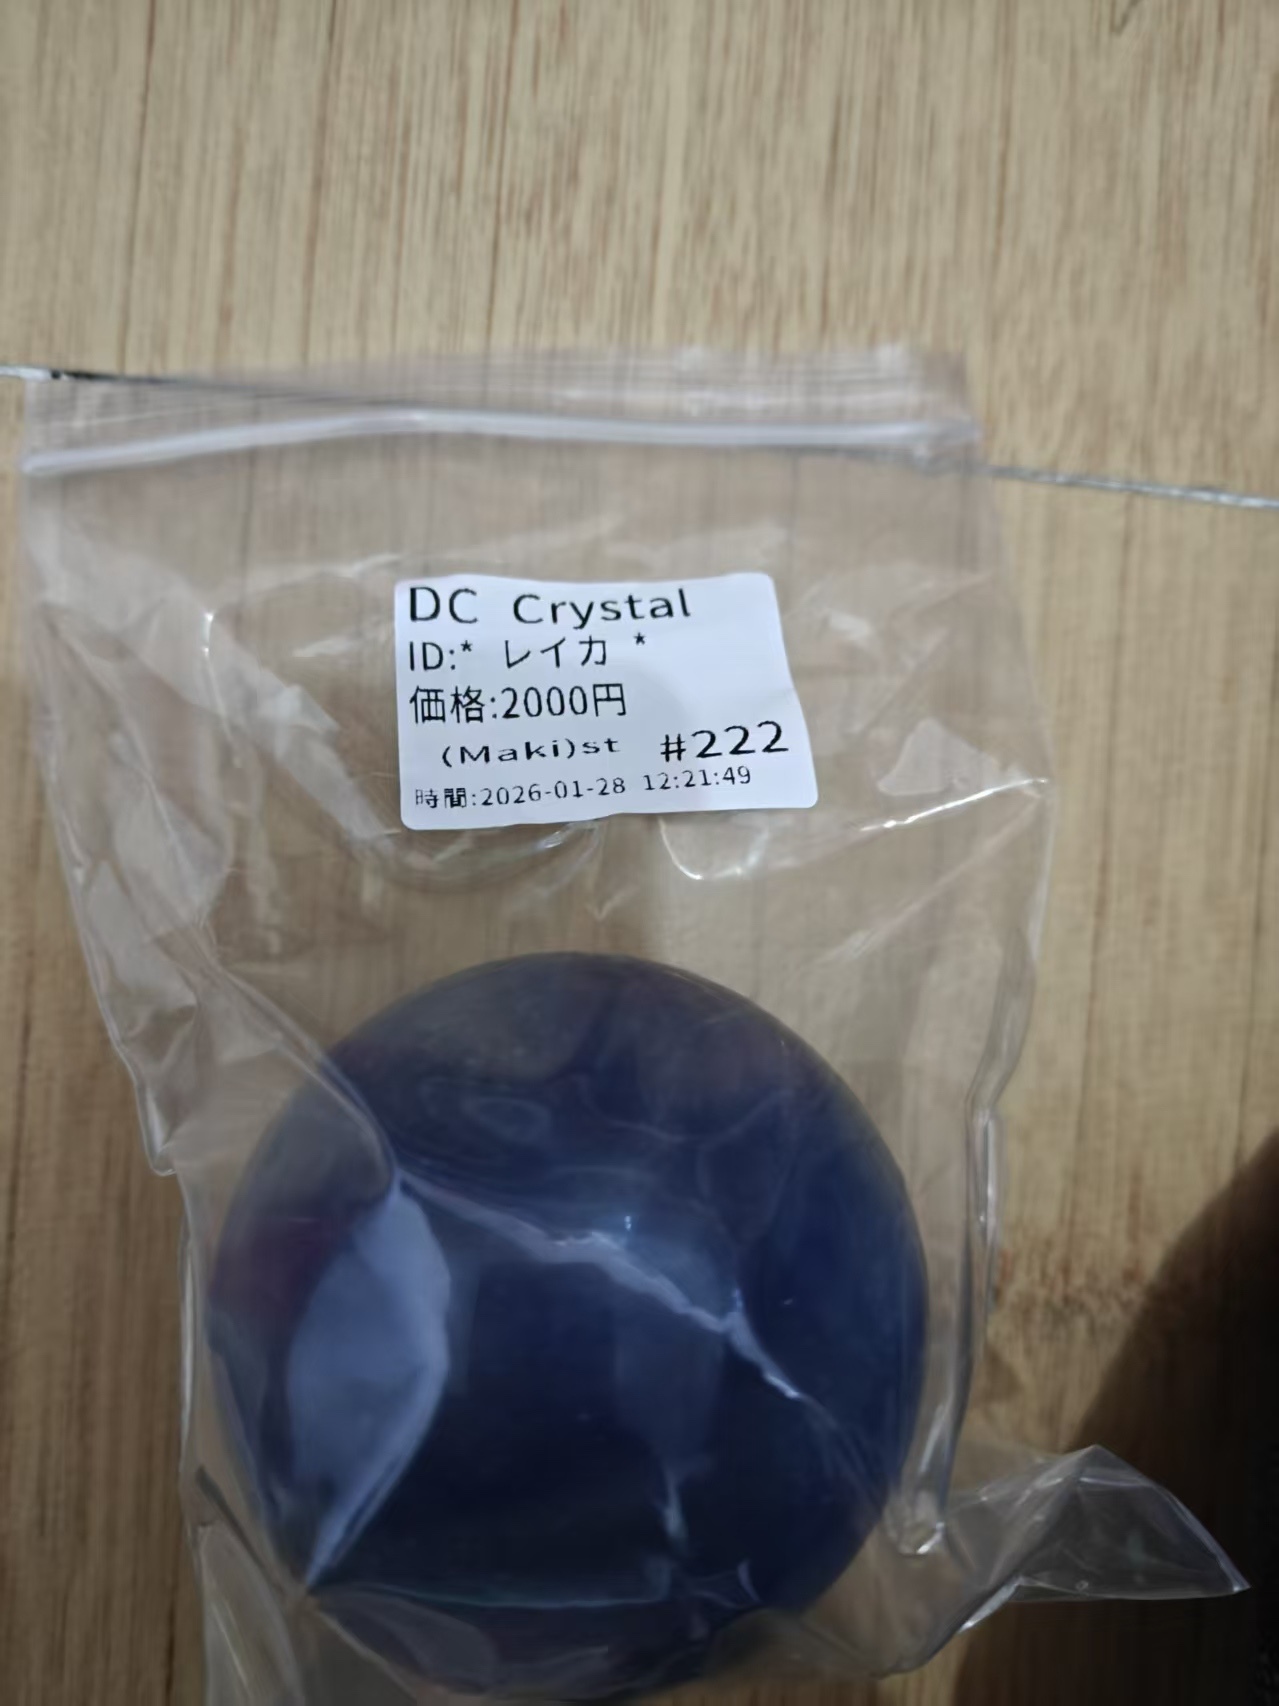 DC Crystal
ID:* レイカ *
価格:2000円
(Maki)st #222
時間:2026-01-28 12:21:49